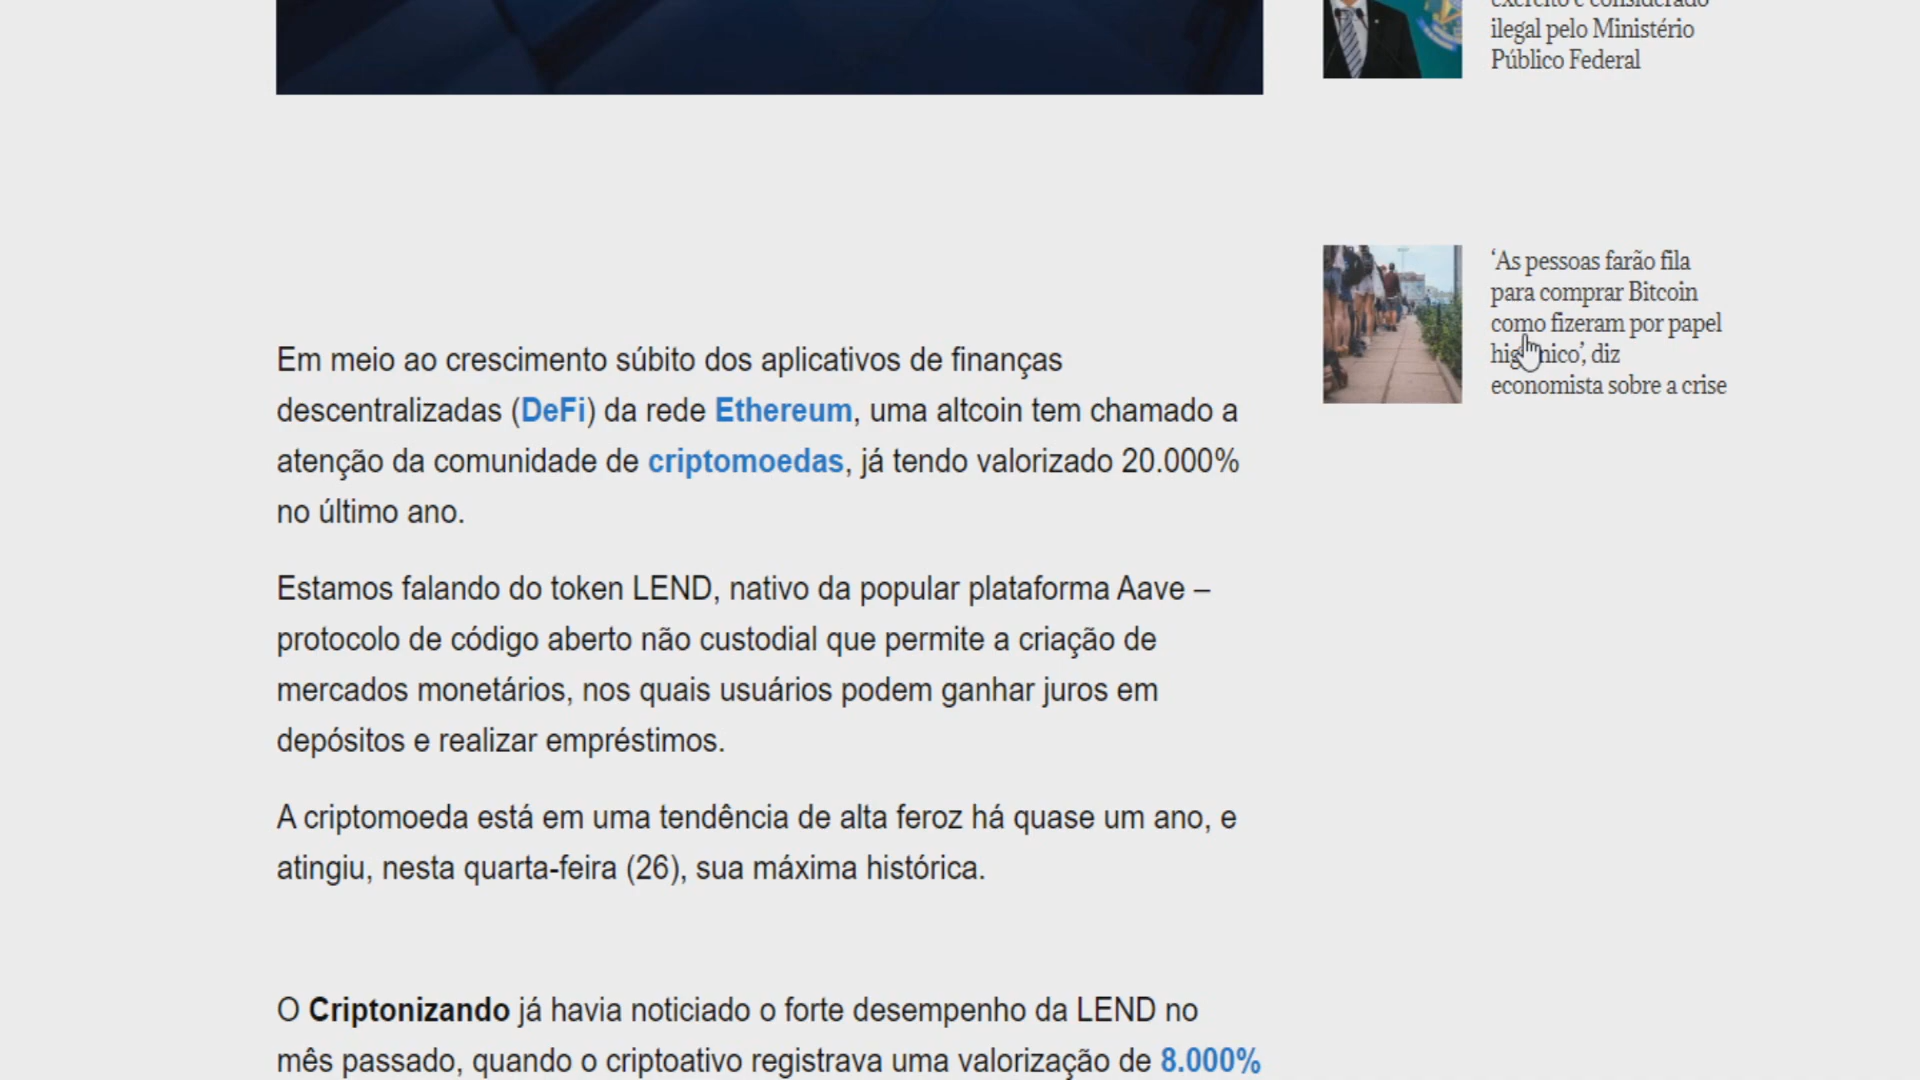 Em meio ao crescimento súbito dos aplicativos de finanças
descentralizadas (DeFi) da rede Ethereum, uma altcoin tem chamado a
atenção da comunidade de criptomoedas, já tendo valorizado 20.000%
no último ano.
Estamos falando do token LEND, nativo da popular plataforma Aave –
protocolo de código aberto não custodial que permite a criação de
mercados monetários, nos quais usuários podem ganhar juros em
depósitos e realizar empréstimos.
A criptomoeda está em uma tendência de alta feroz há quase um ano, e
atingiu, nesta quarta-feira (26), sua máxima histórica.
O Criptonizando já havia noticiado o forte desempenho da LEND no
mês passado, quando o criptoativo registrava uma valorização de 8.000%
exército é considerado
ilegal pelo Ministério
Público Federal
‘As pessoas farão fila
para comprar Bitcoin
como fizeram por papel
higiênico’, diz
economista sobre a crise